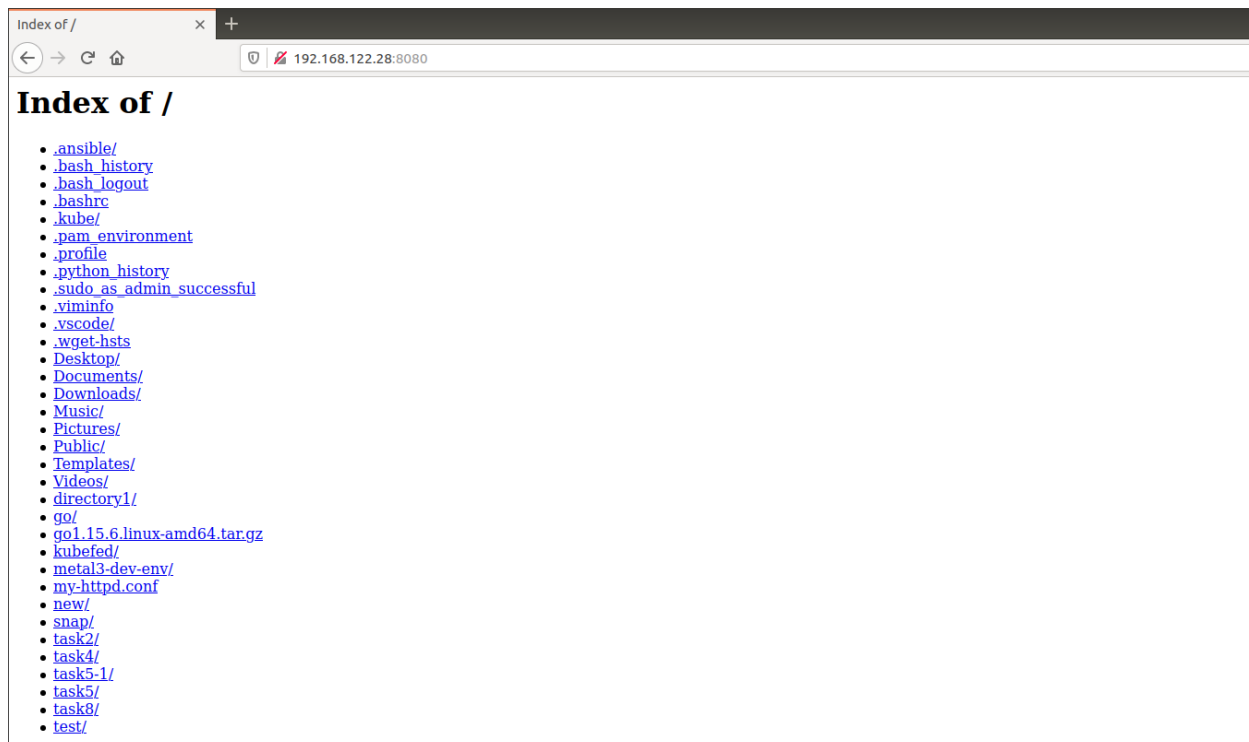 Index of /
192.168.122.28:8080
Index of /
.ansible/
.bash_history
.bash_logout
.bashrc
.kube/
.pam_environment
.profile
.python_history
.sudo_as_admin_successful
.viminfo
.vscode/
.wget-hsts
Desktop/
Documents/
Downloads/
Music/
Pictures/
Public/
Templates/
Videos/
directory1/
go/
go1.15.6.linux-amd64.tar.gz
kubefed/
metal3-dev-env/
my-httpd.conf
new/
snap/
task2/
task4/
task5-1/
task5/
task8/
test/